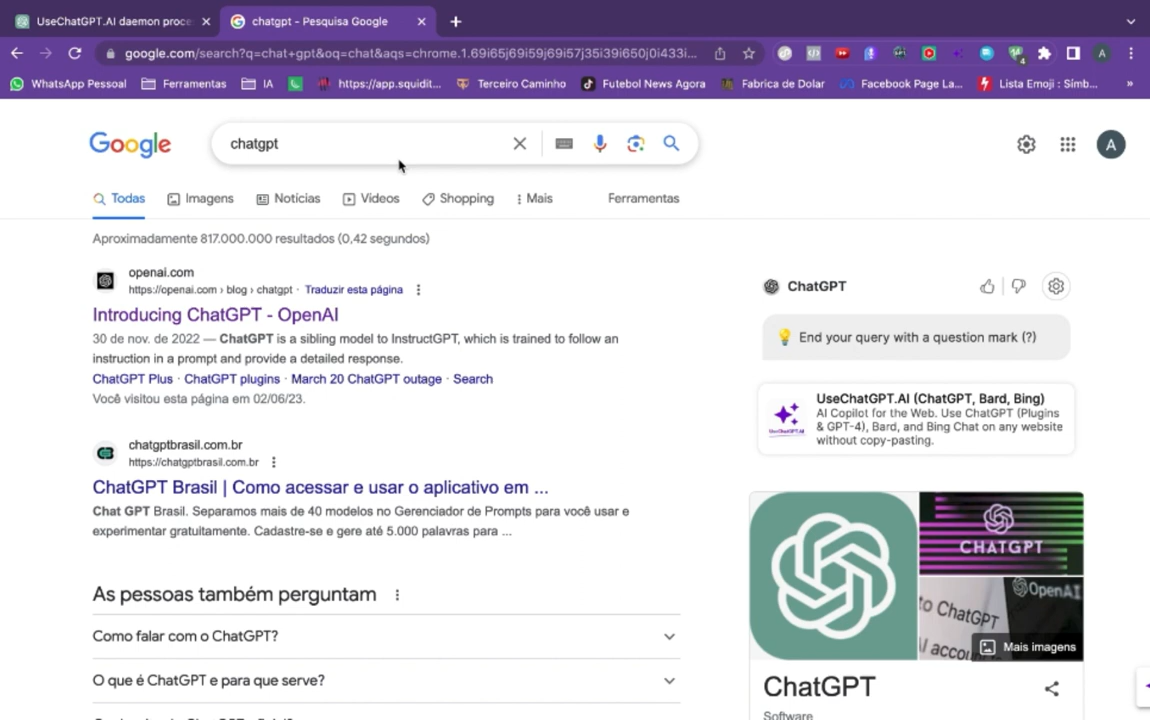 UseChatGPT.AI daemon proce
chatgpt - Pesquisa Google
google.com/search?q=chat+gpt&oq=chat&aqs=chrome.1.69i65j69i59j69i57j35i39i650j0i433i...
A
WhatsApp Pessoal
Ferramentas
IA
https://app.squidit...
Terceiro Caminho
Futebol News Agora
Fabrica de Dolar
Facebook Page La...
Lista Emoji : Símb...
»
Google
chatgpt
A
Todas
Imagens
Notícias
Vídeos
Shopping
Mais
Ferramentas
Aproximadamente 817.000.000 resultados (0,42 segundos)
openai.com
https://openai.com › blog › chatgpt · Traduzir esta página
Introducing ChatGPT - OpenAI
30 de nov. de 2022 — ChatGPT is a sibling model to InstructGPT, which is trained to follow an
instruction in a prompt and provide a detailed response.
ChatGPT Plus · ChatGPT plugins · March 20 ChatGPT outage · Search
Você visitou esta página em 02/06/23.
chatgptbrasil.com.br
https://chatgptbrasil.com.br
ChatGPT Brasil | Como acessar e usar o aplicativo em ...
Chat GPT Brasil. Separamos mais de 40 modelos no Gerenciador de Prompts para você usar e
experimentar gratuitamente. Cadastre-se e gere até 5.000 palavras para ...
As pessoas também perguntam
Como falar com o ChatGPT?
O que é ChatGPT e para que serve?
ChatGPT
End your query with a question mark (?)
UseChatGPT.AI
UseChatGPT.AI (ChatGPT, Bard, Bing)
AI Copilot for the Web. Use ChatGPT (Plugins
& GPT-4), Bard, and Bing Chat on any website
without copy-pasting.
CHATGPT
OpenAI
to ChatGPT
AI accou
Mais imagens
ChatGPT
Software